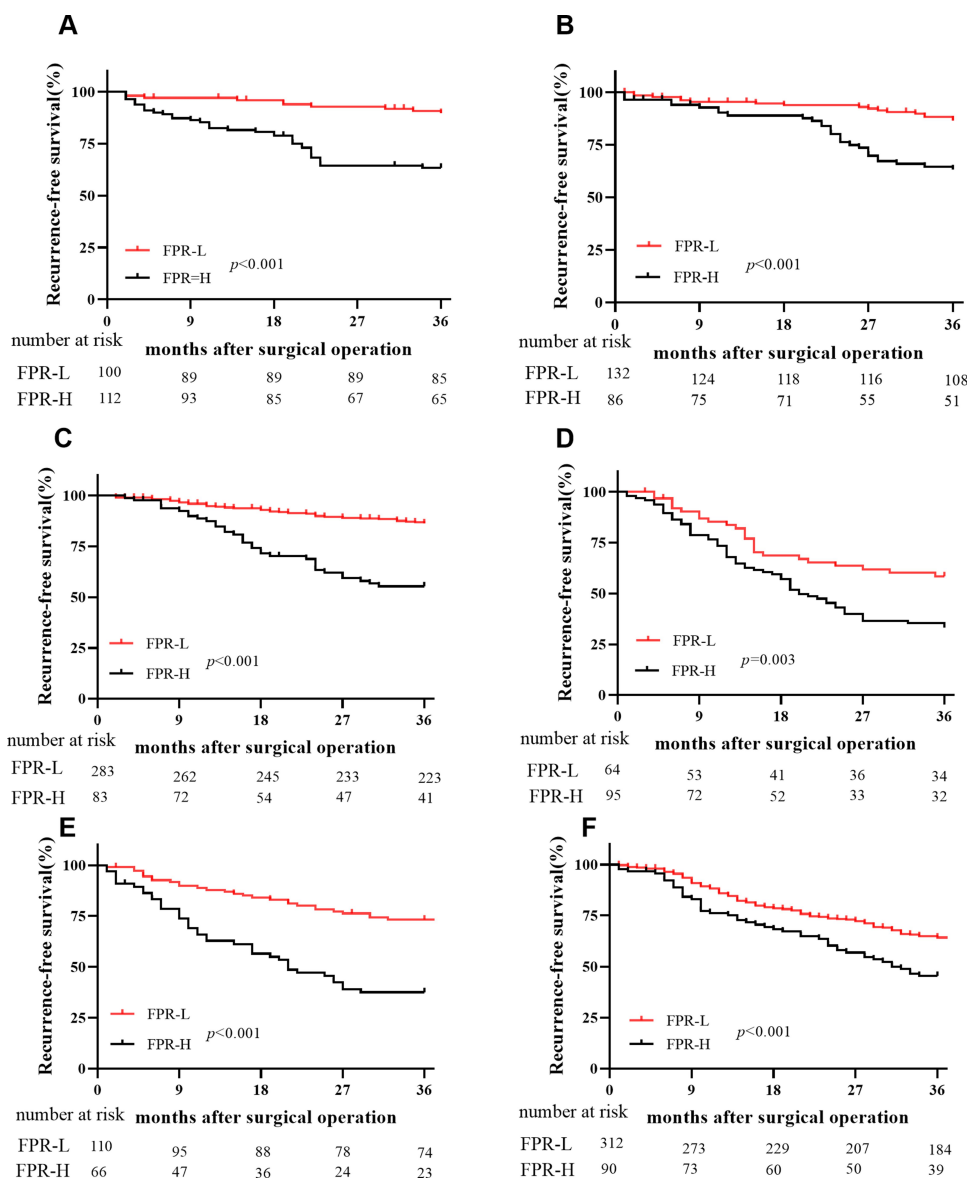 A
Recurrence-free survival(%)
100
75
50
25
0
FPR-L
FPR=H
p<0.001
0 9 18 27 36
number at risk
months after surgical operation
FPR-L 100 89 89 89 85
FPR-H 112 93 85 67 65
B
Recurrence-free survival(%)
100
75
50
25
0
FPR-L
FPR-H
p<0.001
0 9 18 27 36
number at risk
months after surgical operation
FPR-L 132 124 118 116 108
FPR-H 86 75 71 55 51
C
Recurrence-free survival(%)
100
75
50
25
0
FPR-L
FPR-H
p<0.001
0 9 18 27 36
number at risk
months after surgical operation
FPR-L 283 262 245 233 223
FPR-H 83 72 54 47 41
D
Recurrence-free survival(%)
100
75
50
25
0
FPR-L
FPR-H
p=0.003
0 9 18 27 36
number at risk
months after surgical operation
FPR-L 64 53 41 36 34
FPR-H 95 72 52 33 32
E
Recurrence-free survival(%)
100
75
50
25
0
FPR-L
FPR-H
p<0.001
0 9 18 27 36
number at risk
months after surgical operation
FPR-L 110 95 88 78 74
FPR-H 66 47 36 24 23
F
Recurrence-free survival(%)
100
75
50
25
0
FPR-L
FPR-H
p<0.001
0 9 18 27 36
number at risk
months after surgical operation
FPR-L 312 273 229 207 184
FPR-H 90 73 60 50 39